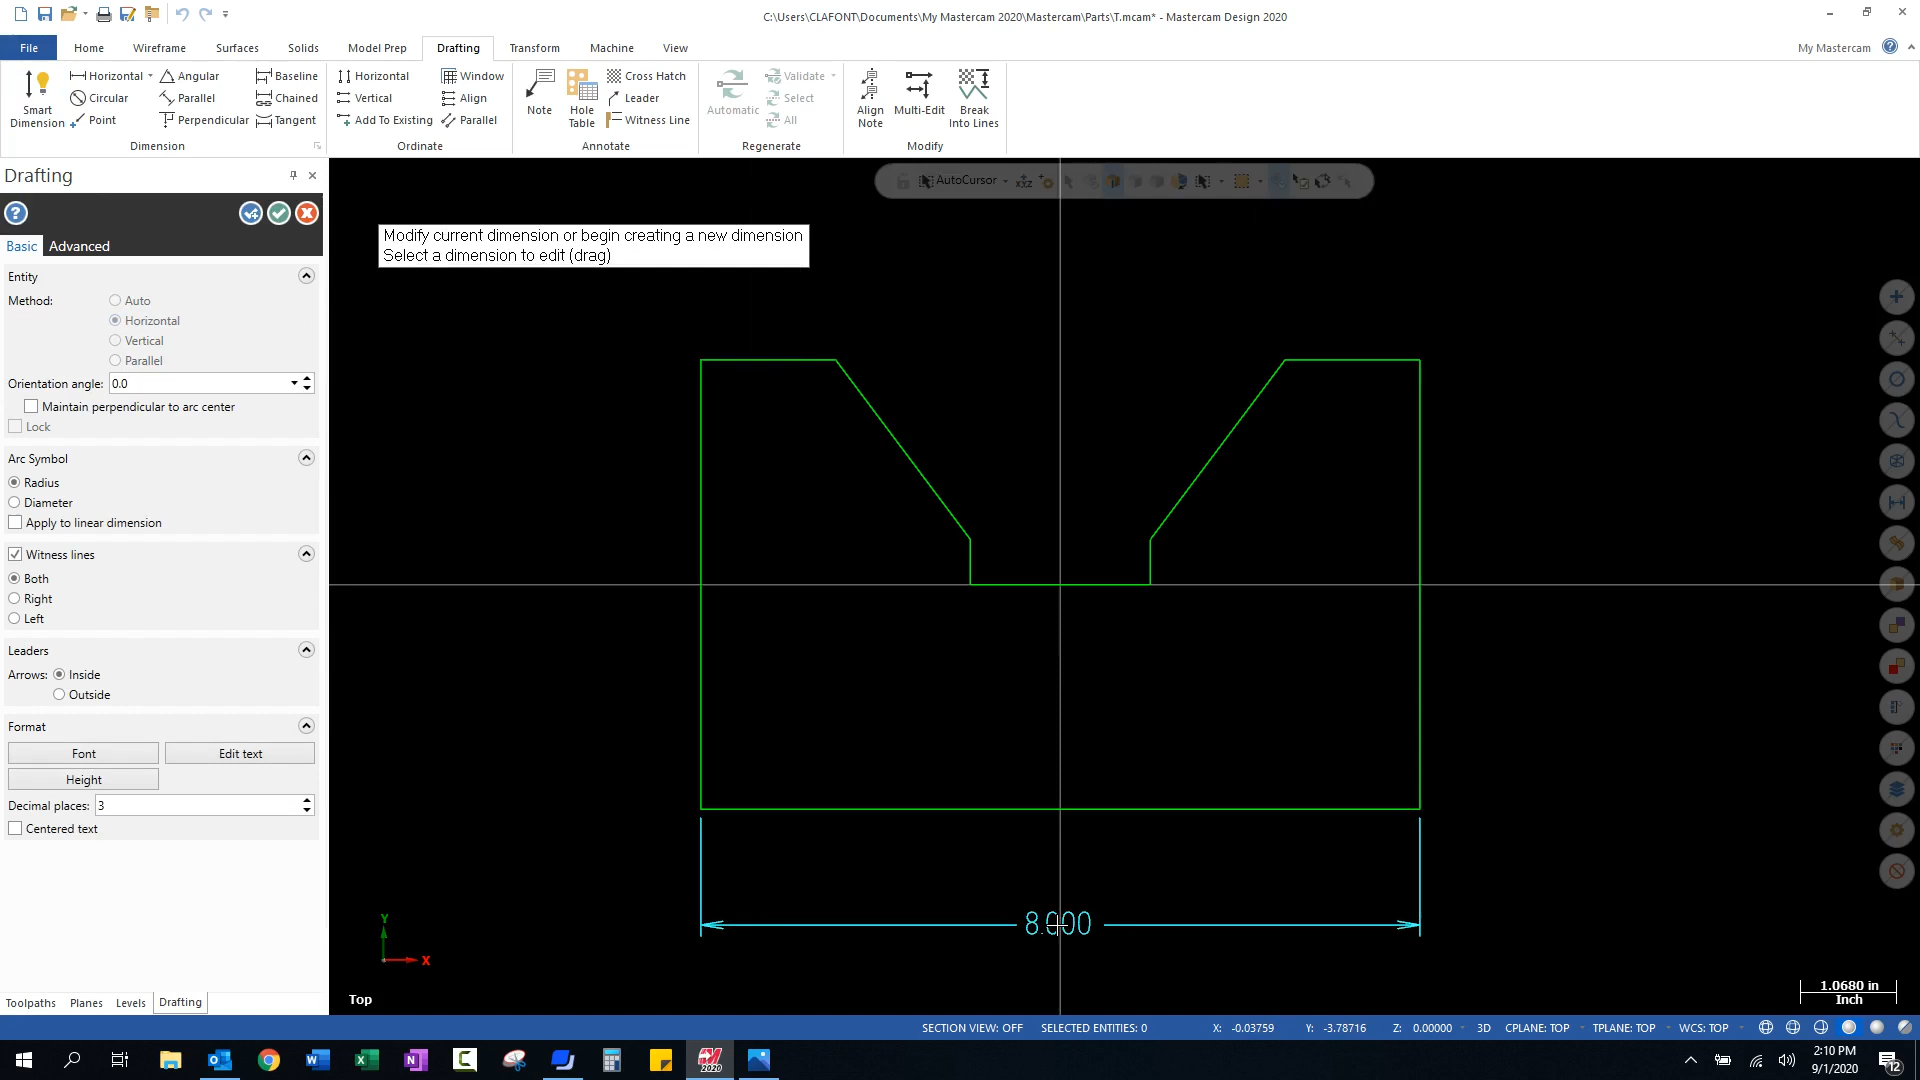 C:\Users\CLAFONT\Documents\My Mastercam 2020\Mastercam\Parts\T.mcam* - Mastercam Design 2020
File Home Wireframe Surfaces Solids Model Prep Drafting Transform Machine View My Mastercam
Smart Dimension
Horizontal Angular Baseline
Circular Parallel Chained
Point Perpendicular Tangent
Dimension
Horizontal Window
Vertical Align
Add To Existing Parallel
Ordinate
Note
Hole Table
Cross Hatch
Leader
Witness Line
Annotate
Automatic
Validate
Select
All
Regenerate
Align Note
Multi-Edit
Break Into Lines
Modify
Drafting
Basic Advanced
Entity
Method:
Auto
Horizontal
Vertical
Parallel
Orientation angle: 0.0
Maintain perpendicular to arc center
Lock
Arc Symbol
Radius
Diameter
Apply to linear dimension
Witness lines
Both
Right
Left
Leaders
Arrows: Inside
Outside
Format
Font Edit text
Height
Decimal places: 3
Centered text
Toolpaths Planes Levels Drafting
AutoCursor
Modify current dimension or begin creating a new dimension
Select a dimension to edit (drag)
8.000
Y
X
Top
1.0680 in
Inch
SECTION VIEW: OFF SELECTED ENTITIES: 0 X: -0.03759 Y: -3.78716 Z: 0.00000 3D CPLANE: TOP TPLANE: TOP WCS: TOP
2:10 PM
9/1/2020
12
2020